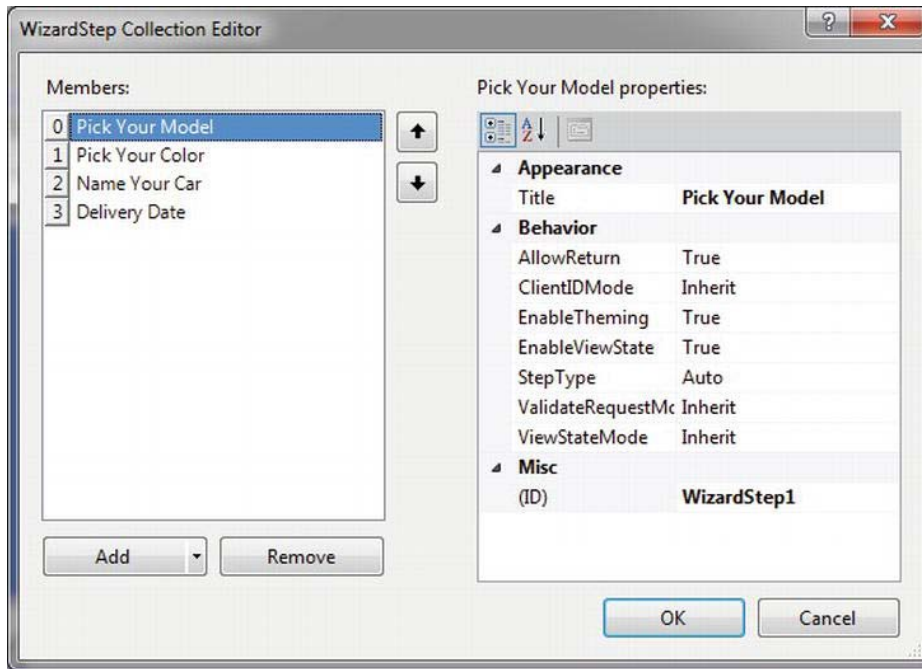 WizardStep Collection Editor
Members:
0 Pick Your Model
1 Pick Your Color
2 Name Your Car
3 Delivery Date
Add
Remove
Pick Your Model properties:
Appearance
Title Pick Your Model
Behavior
AllowReturn True
ClientIDMode Inherit
EnableTheming True
EnableViewState True
StepType Auto
ValidateRequestMo Inherit
ViewStateMode Inherit
Misc
(ID) WizardStep1
OK
Cancel